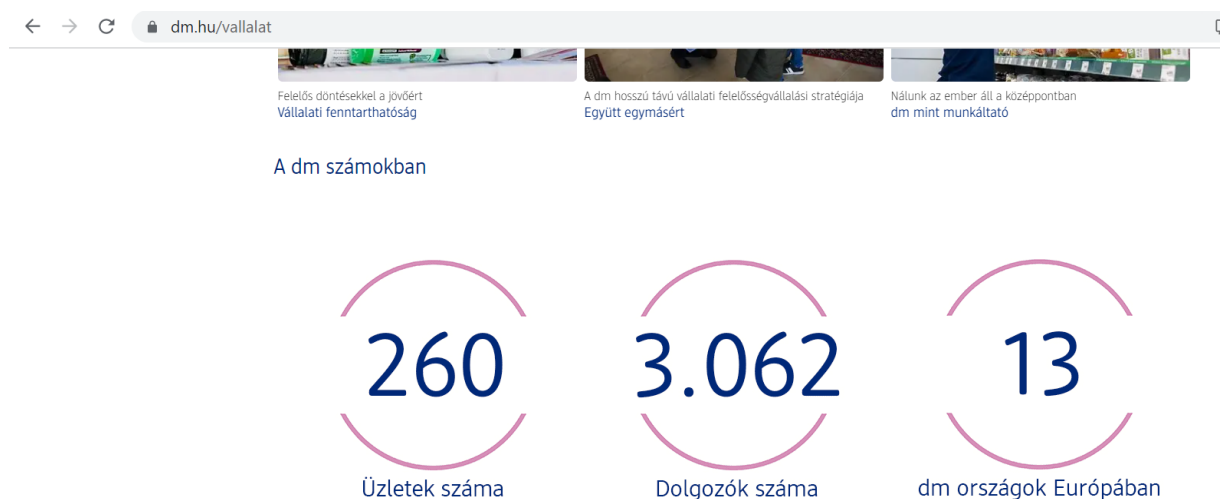 dm.hu/vallalat
Felelős döntésekkel a jövőért
Vállalati fenntarthatóság
A dm hosszú távú vállalati felelősségvállalási stratégiája
Együtt egymásért
Nálunk az ember áll a középpontban
dm mint munkáltató
A dm számokban
260
Üzletek száma
3.062
Dolgozók száma
13
dm országok Európában